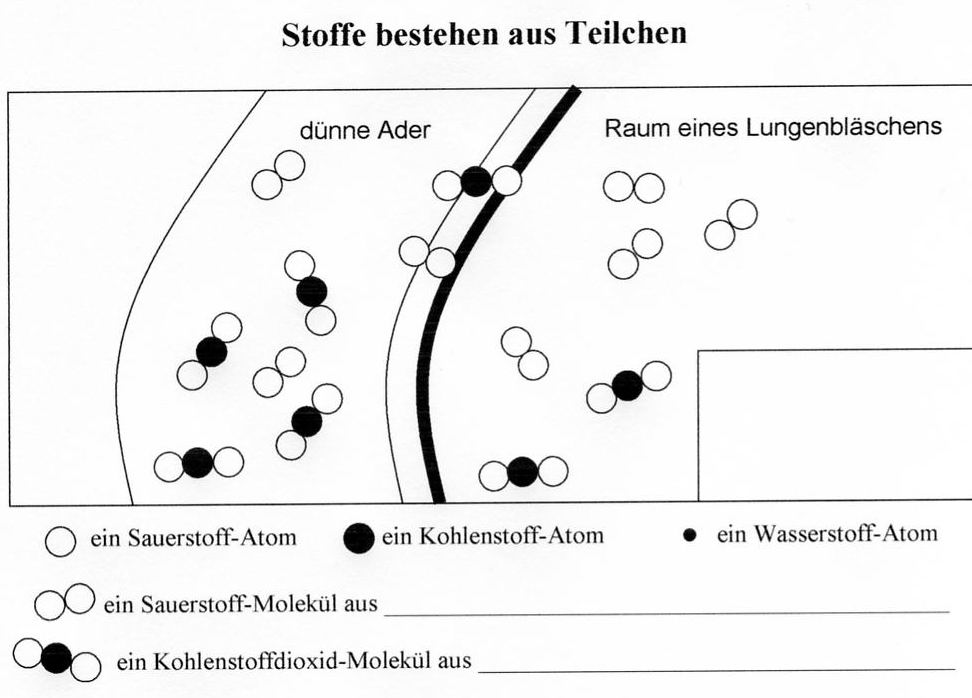 Stoffe bestehen aus Teilchen
dünne Ader
Raum eines Lungenbläschens
ein Sauerstoff-Atom
ein Kohlenstoff-Atom
ein Wasserstoff-Atom
ein Sauerstoff-Molekül aus
ein Kohlenstoffdioxid-Molekül aus